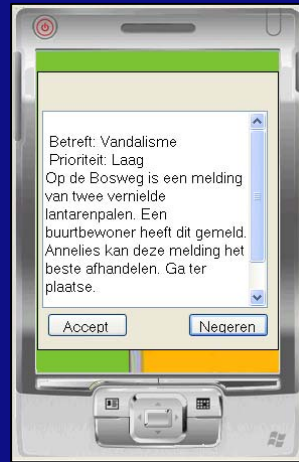 Betreft: Vandalisme
Prioriteit: Laag
Op de Bosweg is een melding
van twee vernielde
lantarenpalen. Een
buurtbewoner heeft dit gemeld.
Annelies kan deze melding het
beste afhandelen. Ga ter
plaatse.
Accept
Negeren